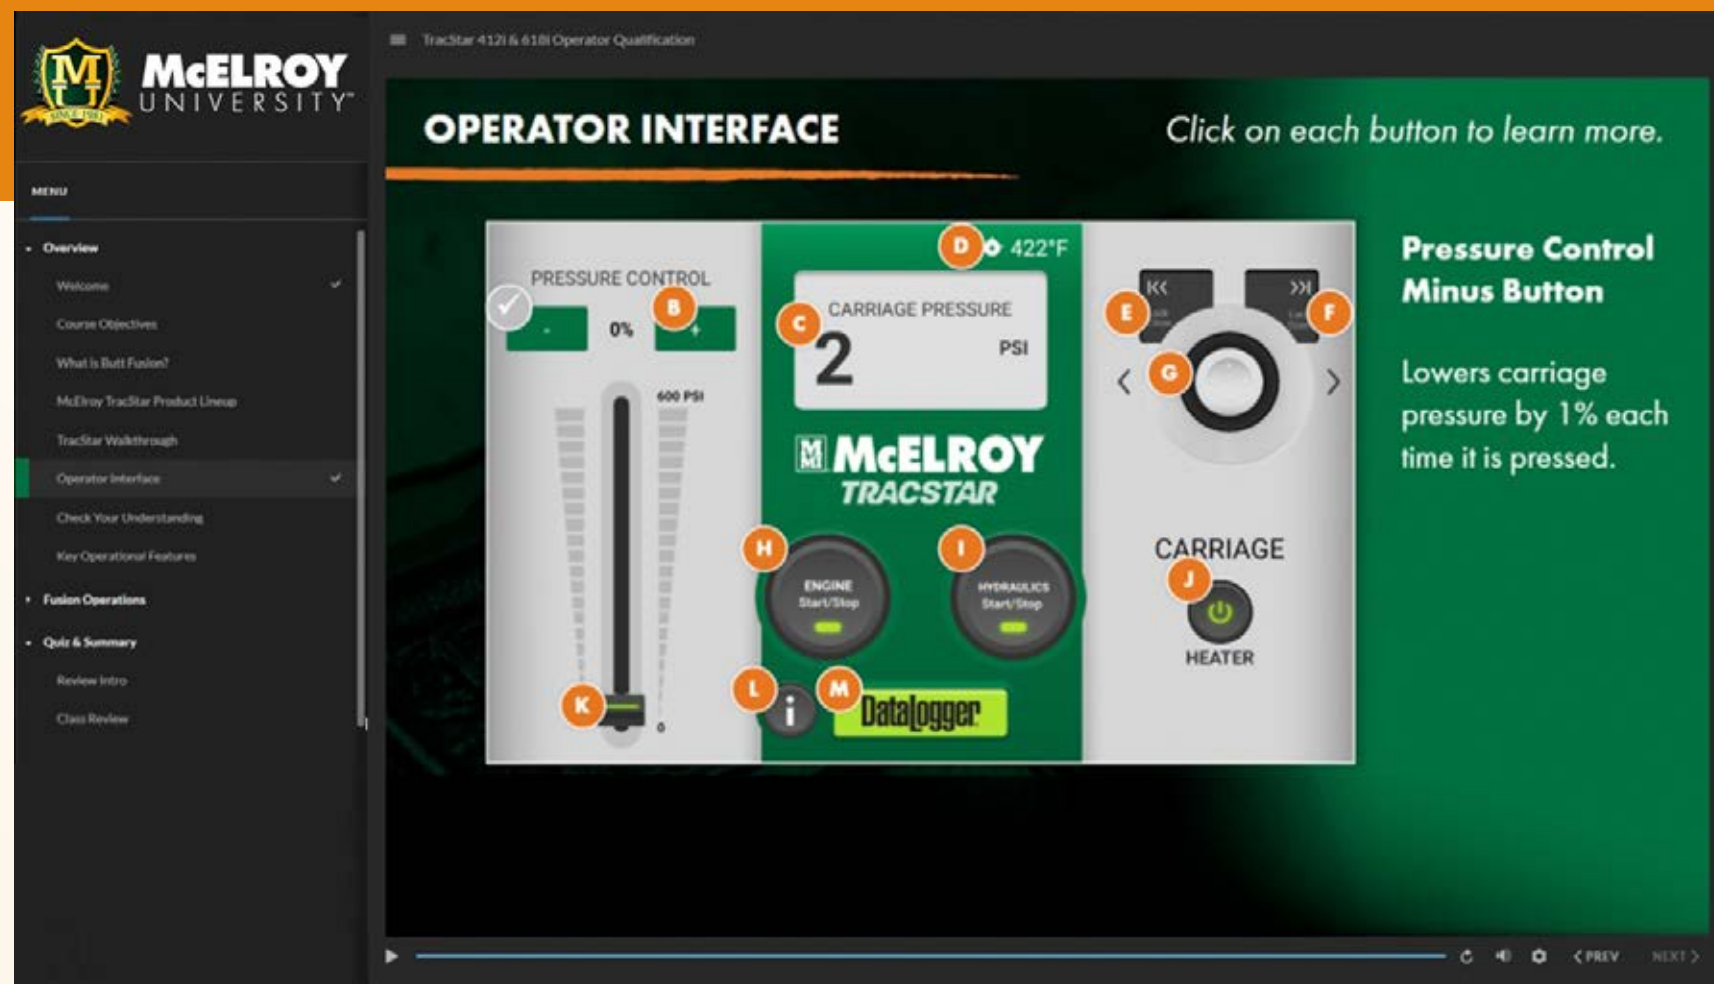 McELROY
UNIVERSITY™
SINCE 1981
MENU
Overview
Welcome
Course Objectives
What is Butt Fusion?
McElroy TracStar Product Lineup
TracStar Walkthrough
Operator Interface
Check Your Understanding
Key Operational Features
Fusion Operations
Quiz & Summary
Review Intro
Class Review
TracStar 412i & 618i Operator Qualification
OPERATOR INTERFACE
Click on each button to learn more.
D 422°F
PRESSURE CONTROL
- 0% B +
CARRIAGE PRESSURE
C 2 PSI
E F
G
600 PSI
McELROY
TRACSTAR
H I
ENGINE
Start/Stop
HYDRAULICS
Start/Stop
CARRIAGE
J
HEATER
K
0
L i
M DataLogger
Pressure Control
Minus Button
Lowers carriage
pressure by 1% each
time it is pressed.
< PREV NEXT >